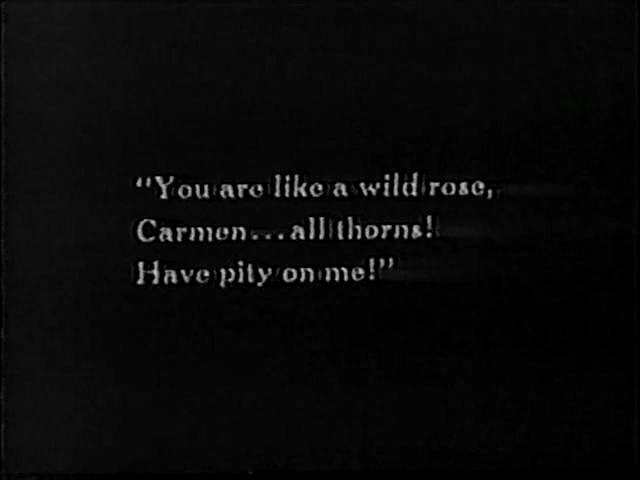 "You are like a wild rose,
Carmen...all thorns!
Have pity on me!"